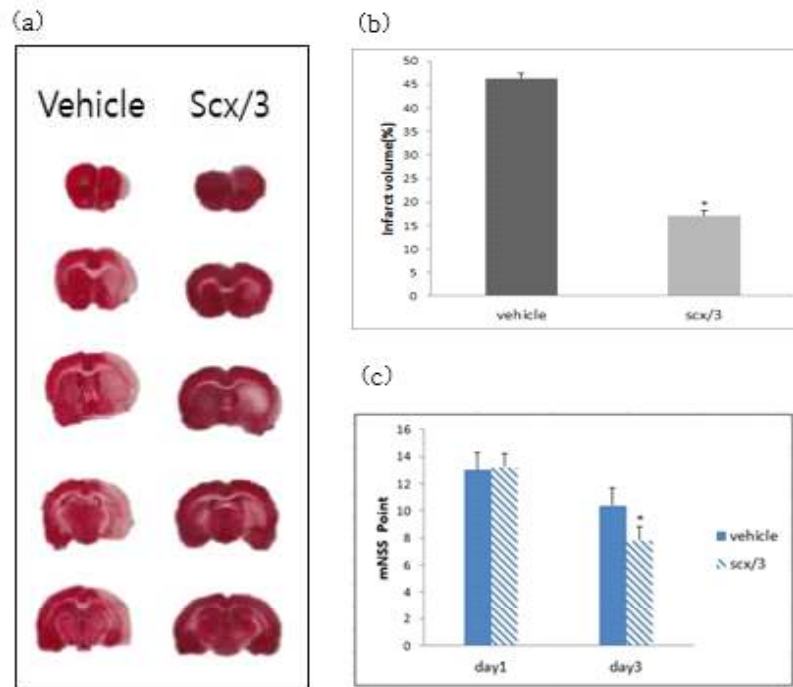 (a)
Vehicle Scx/3
(b)
50
45
40
35
30
25
20
15
10
5
0
Infarct volume(%)
*
vehicle scx/3
(c)
16
14
12
10
8
6
4
2
0
mNSS Point
*
day1 day3
vehicle
scx/3